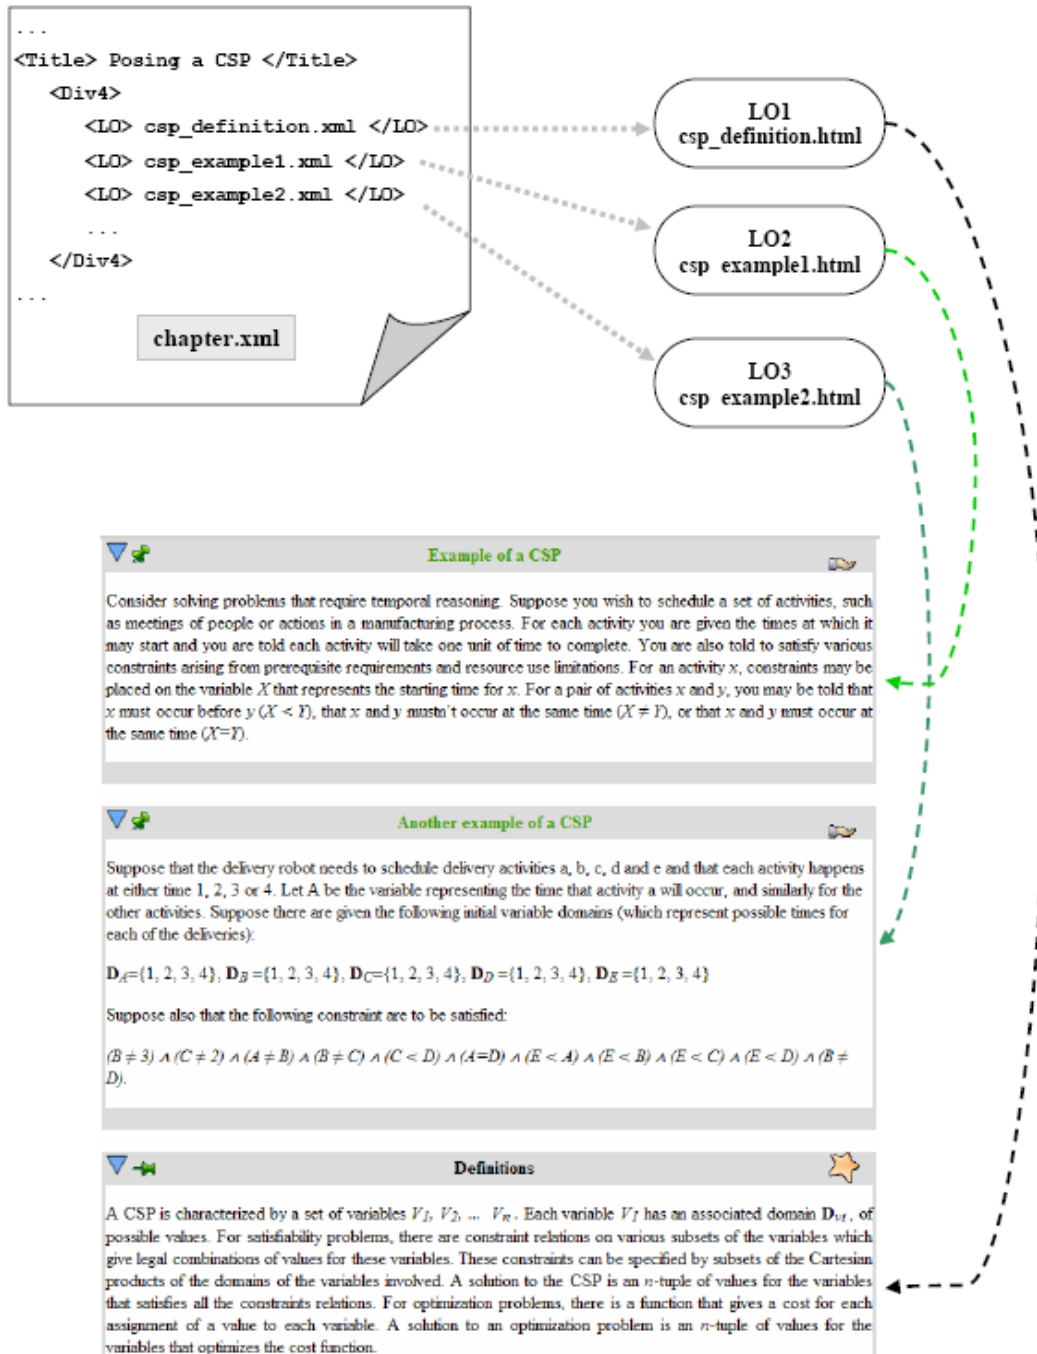 ...
<Title> Posing a CSP </Title>
<Div4>
<LO> csp_definition.xml </LO>
<LO> csp_example1.xml </LO>
<LO> csp_example2.xml </LO>
...
</Div4>
...
chapter.xml
LO1
csp_definition.html
LO2
csp example1.html
LO3
csp example2.html
Example of a CSP
Consider solving problems that require temporal reasoning. Suppose you wish to schedule a set of activities, such
as meetings of people or actions in a manufacturing process. For each activity you are given the times at which it
may start and you are told each activity will take one unit of time to complete. You are also told to satisfy various
constraints arising from prerequisite requirements and resource use limitations. For an activity x, constraints may be
placed on the variable X that represents the starting time for x. For a pair of activities x and y, you may be told that
x must occur before y (X < Y), that x and y mustn't occur at the same time (X ≠ Y), or that x and y must occur at
the same time (X=Y).
Another example of a CSP
Suppose that the delivery robot needs to schedule delivery activities a, b, c, d and e and that each activity happens
at either time 1, 2, 3 or 4. Let A be the variable representing the time that activity a will occur, and similarly for the
other activities. Suppose there are given the following initial variable domains (which represent possible times for
each of the deliveries):
D_A={1, 2, 3, 4}, D_B ={1, 2, 3, 4}, D_C={1, 2, 3, 4}, D_D ={1, 2, 3, 4}, D_E ={1, 2, 3, 4}
Suppose also that the following constraint are to be satisfied:
(B ≠ 3) ∧ (C ≠ 2) ∧ (A ≠ B) ∧ (B ≠ C) ∧ (C < D) ∧ (A=D) ∧ (E < A) ∧ (E < B) ∧ (E < C) ∧ (E < D) ∧ (B ≠
D).
Definitions
A CSP is characterized by a set of variables V1, V2, ... Vn. Each variable VI has an associated domain Dvi, of
possible values. For satisfiability problems, there are constraint relations on various subsets of the variables which
give legal combinations of values for these variables. These constraints can be specified by subsets of the Cartesian
products of the domains of the variables involved. A solution to the CSP is an n-tuple of values for the variables
that satisfies all the constraints relations. For optimization problems, there is a function that gives a cost for each
assignment of a value to each variable. A solution to an optimization problem is an n-tuple of values for the
variables that optimizes the cost function.